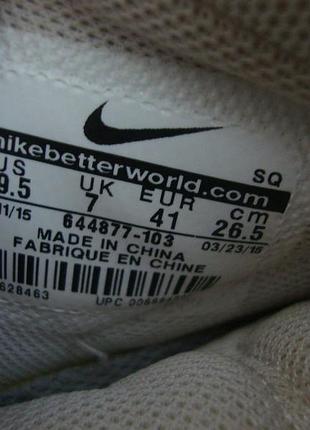 SQ
nikebetterworld.com
US UK EUR cm
9.5 7 41 26.5
11/15 644877-103 03/23/15
MADE IN CHINA
FABRIQUE EN CHINE
628463 UPC